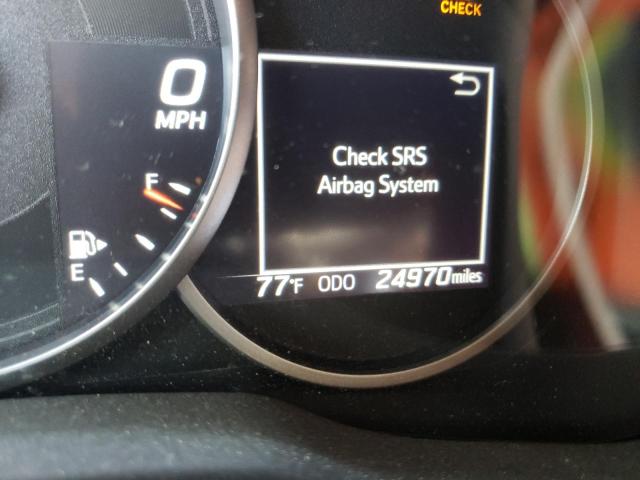 CHECK
0
MPH
Check SRS
Airbag System
F
E
77°F ODO 24970 miles